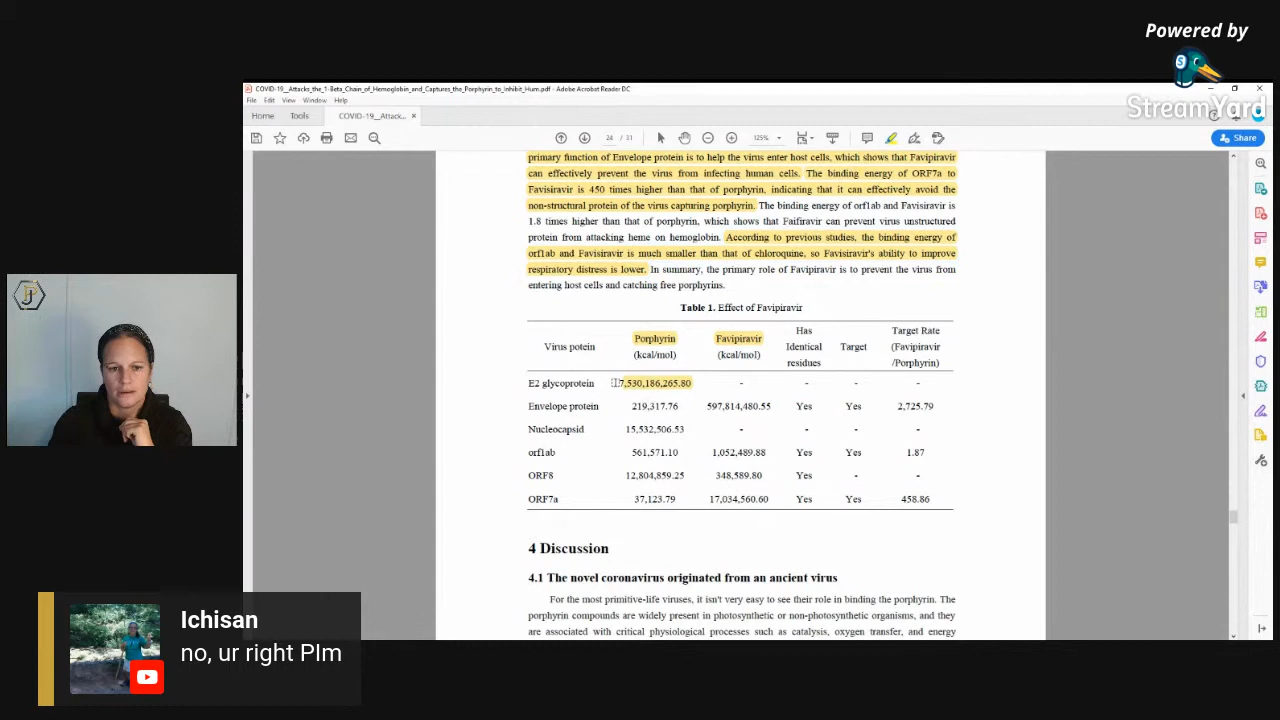 Powered by
StreamYard
COVID-19__Attacks_the_1-Beta_Chain_of_Hemoglobin_and_Captures_the_Porphyrin_to_Inhibit_Hum.pdf - Adobe Acrobat Reader DC
File Edit View Window Help
Home Tools COVID-19__Attack... ×
24 / 31 125% Share
primary function of Envelope protein is to help the virus enter host cells, which shows that Favipiravir
can effectively prevent the virus from infecting human cells. The binding energy of ORF7a to
Favisiravir is 450 times higher than that of porphyrin, indicating that it can effectively avoid the
non-structural protein of the virus capturing porphyrin. The binding energy of orf1ab and Favisiravir is
1.8 times higher than that of porphyrin, which shows that Faifiravir can prevent virus unstructured
protein from attacking heme on hemoglobin. According to previous studies, the binding energy of
orf1ab and Favisiravir is much smaller than that of chloroquine, so Favisiravir's ability to improve
respiratory distress is lower. In summary, the primary role of Favipiravir is to prevent the virus from
entering host cells and catching free porphyrins.
Table 1. Effect of Favipiravir
Virus potein Porphyrin (kcal/mol) Favipiravir (kcal/mol) Has Identical residues Target Target Rate (Favipiravir /Porphyrin)
E2 glycoprotein 7,530,186,265.80 - - - -
Envelope protein 219,317.76 597,814,480.55 Yes Yes 2,725.79
Nucleocapsid 15,532,506.53 - - - -
orf1ab 561,571.10 1,052,489.88 Yes Yes 1.87
ORF8 12,804,859.25 348,589.80 Yes - -
ORF7a 37,123.79 17,034,560.60 Yes Yes 458.86
4 Discussion
4.1 The novel coronavirus originated from an ancient virus
For the most primitive-life viruses, it isn't very easy to see their role in binding the porphyrin. The
porphyrin compounds are widely present in photosynthetic or non-photosynthetic organisms, and they
are associated with critical physiological processes such as catalysis, oxygen transfer, and energy
Ichisan
no, ur right PIm